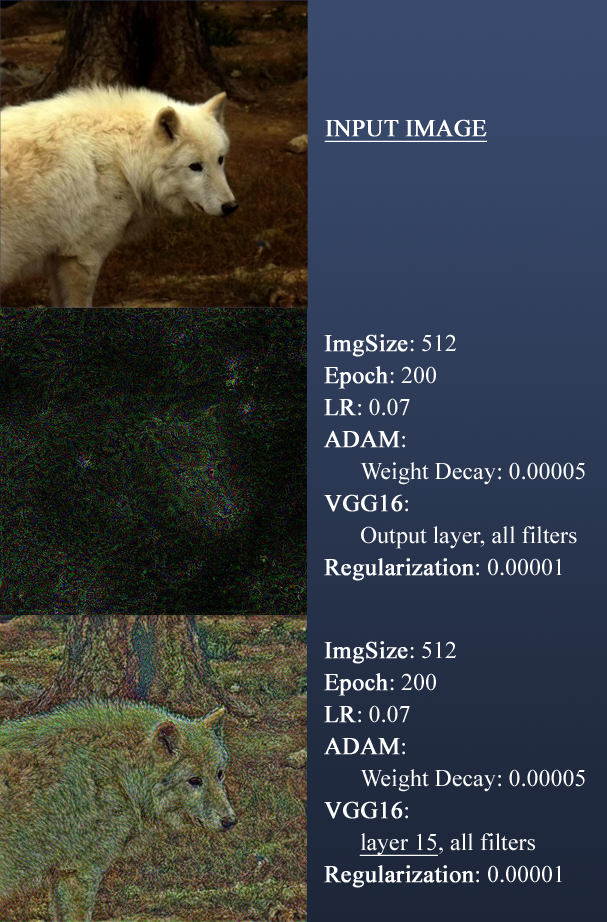 INPUT IMAGE
ImgSize: 512
Epoch: 200
LR: 0.07
ADAM:
Weight Decay: 0.00005
VGG16:
Output layer, all filters
Regularization: 0.00001
ImgSize: 512
Epoch: 200
LR: 0.07
ADAM:
Weight Decay: 0.00005
VGG16:
layer 15, all filters
Regularization: 0.00001